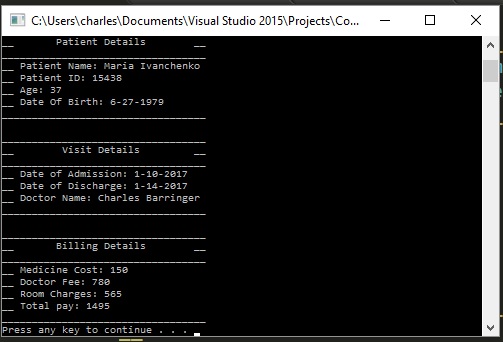 C:\Users\charles\Documents\Visual Studio 2015\Projects\Co...
__ Patient Details __
__ Patient Name: Maria Ivanchenko
__ Patient ID: 15438
__ Age: 37
__ Date Of Birth: 6-27-1979
__ Visit Details __
__ Date of Admission: 1-10-2017
__ Date of Discharge: 1-14-2017
__ Doctor Name: Charles Barringer
__ Billing Details __
__ Medicine Cost: 150
__ Doctor Fee: 780
__ Room Charges: 565
__ Total pay: 1495
Press any key to continue . . .